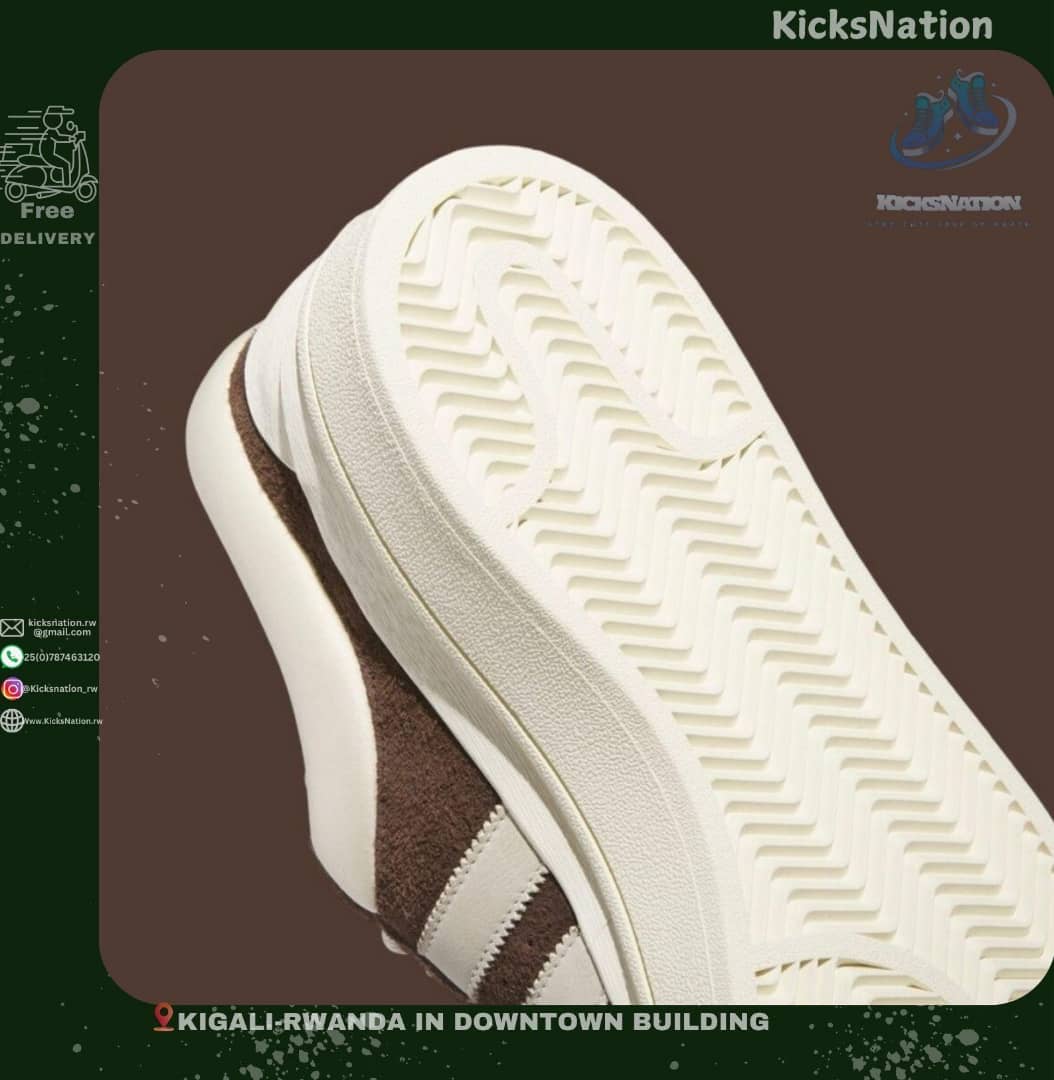 KicksNation
KICKSNATION
Free
DELIVERY
kicksnation.rw
@gmail.com
25(0)787463120
@Kicksnation_rw
Www.KicksNation.rw
KIGALI-RWANDA IN DOWNTOWN BUILDING